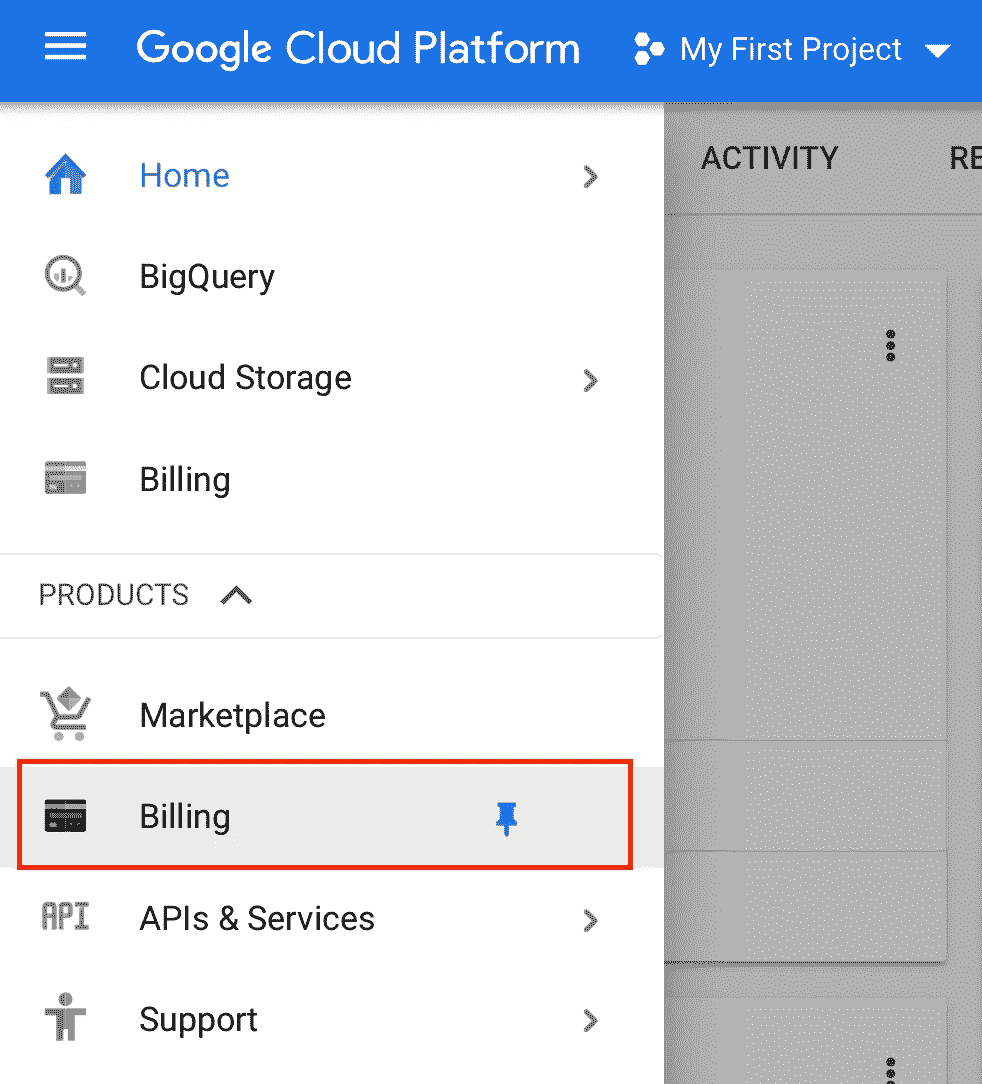 Google Cloud Platform My First Project
ACTIVITY
Home
BigQuery
Cloud Storage
Billing
PRODUCTS
Marketplace
Billing
API APIs & Services
Support